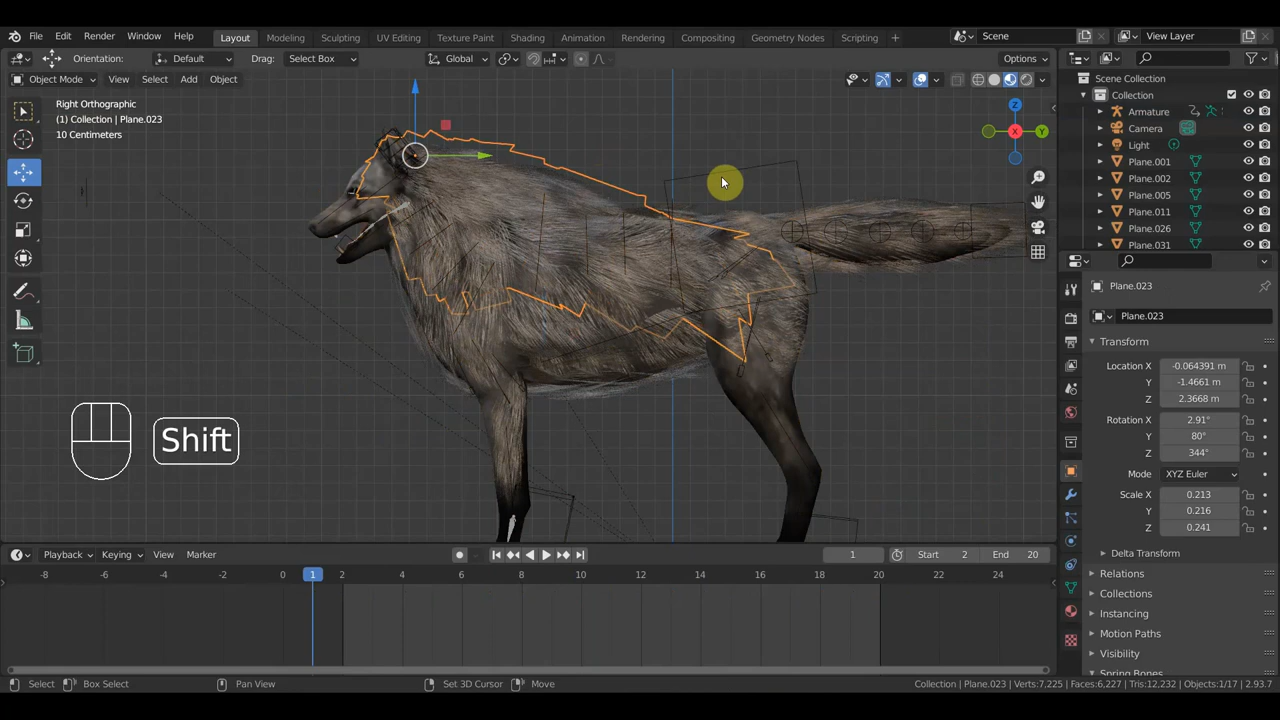 File Edit Render Window Help Layout Modeling Sculpting UV Editing Texture Paint Shading Animation Rendering Compositing Geometry Nodes Scripting + Scene View Layer
Orientation: Default Drag: Select Box Global Options
Object Mode View Select Add Object
Right Orthographic
(1) Collection | Plane.023
10 Centimeters
Z
Y
X
Shift
Scene Collection
Collection
Armature
Camera
Light
Plane.001
Plane.002
Plane.005
Plane.011
Plane.026
Plane.031
Plane.023
Plane.023
Transform
Location X -0.064391 m
Y -1.4661 m
Z 2.3668 m
Rotation X 2.91°
Y 80°
Z 344°
Mode XYZ Euler
Scale X 0.213
Y 0.216
Z 0.241
Delta Transform
Relations
Collections
Instancing
Motion Paths
Visibility
Spring Bones
Playback Keying View Marker 1 Start 2 End 20
-8 -6 -4 -2 0 1 2 4 6 8 10 12 14 16 18 20 22 24
Select Box Select Pan View Set 3D Cursor Move Collection | Plane.023 | Verts:7,225 | Faces:6,227 | Tris:12,232 | Objects:1/17 | 2.93.7